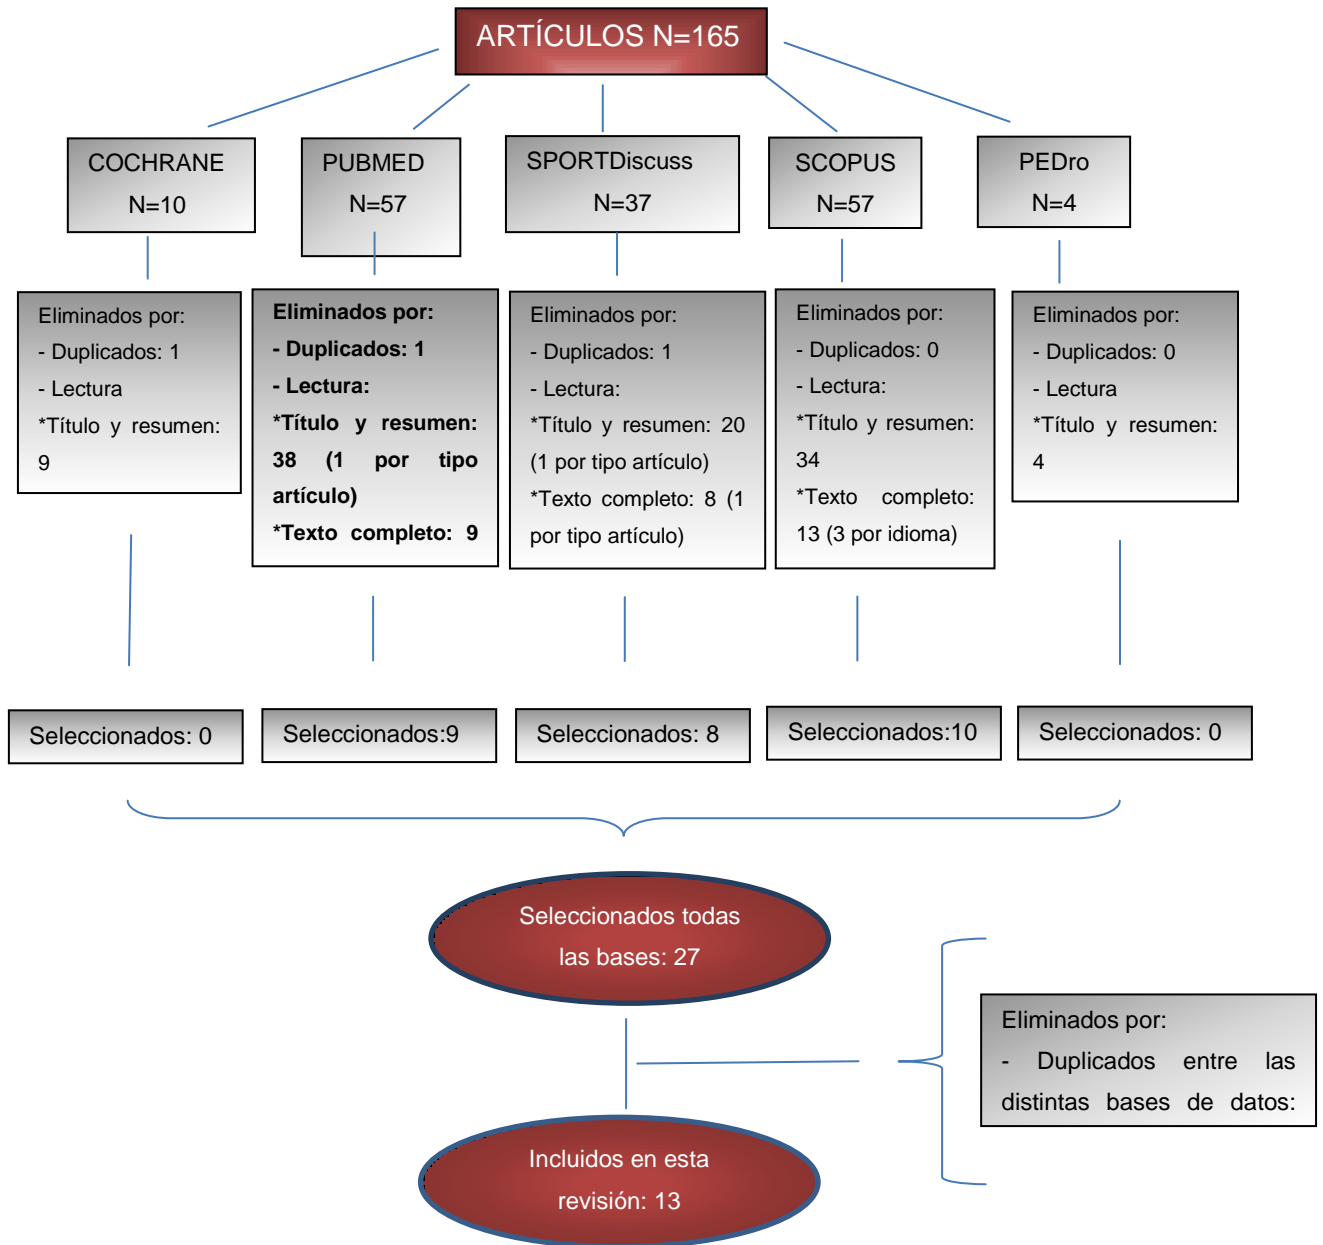 ARTÍCULOS N=165
COCHRANE
N=10
PUBMED
N=57
SPORTDiscuss
N=37
SCOPUS
N=57
PEDro
N=4
Eliminados por:
- Duplicados: 1
- Lectura
*Título y resumen:
9
Eliminados por:
- Duplicados: 1
- Lectura:
*Título y resumen:
38 (1 por tipo
artículo)
*Texto completo: 9
Eliminados por:
- Duplicados: 1
- Lectura:
*Título y resumen: 20
(1 por tipo artículo)
*Texto completo: 8 (1
por tipo artículo)
Eliminados por:
- Duplicados: 0
- Lectura:
*Título y resumen:
34
*Texto completo:
13 (3 por idioma)
Eliminados por:
- Duplicados: 0
- Lectura
*Título y resumen:
4
Seleccionados: 0
Seleccionados:9
Seleccionados: 8
Seleccionados:10
Seleccionados: 0
Seleccionados todas
las bases: 27
Eliminados por:
- Duplicados entre las
distintas bases de datos:
Incluidos en esta
revisión: 13